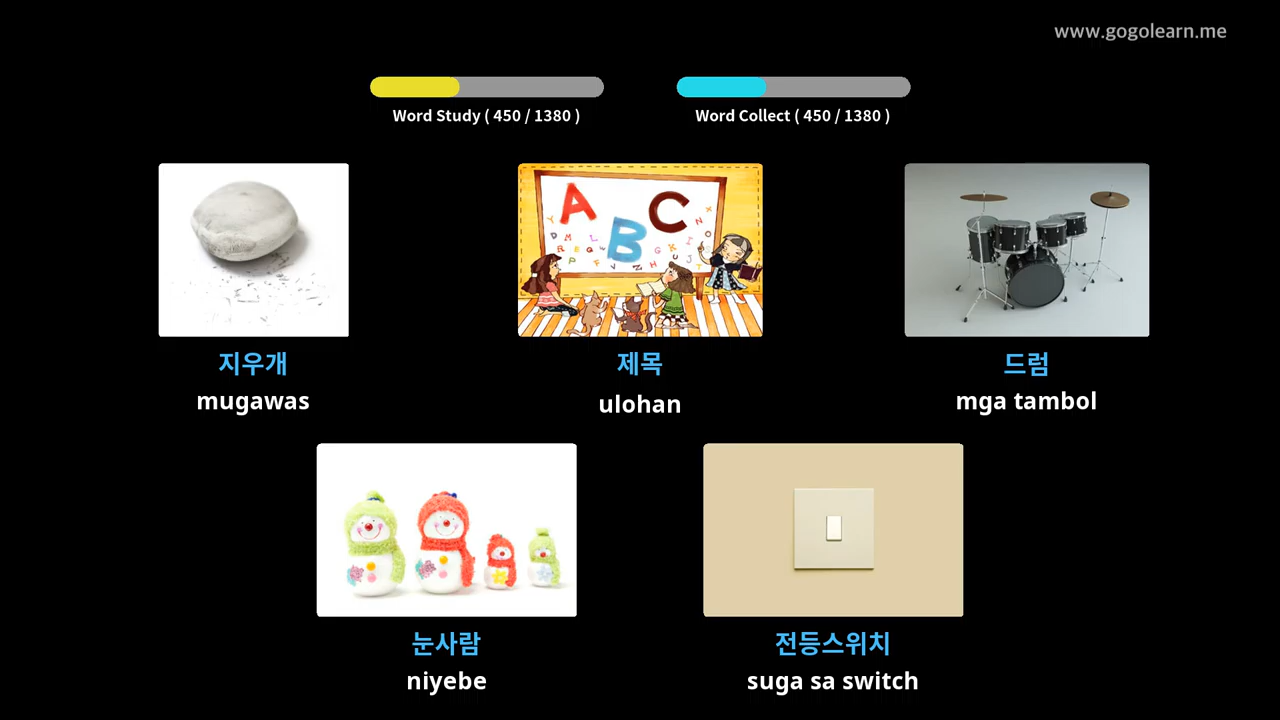 www.gogolearn.me
Word Study ( 450 / 1380 )
Word Collect ( 450 / 1380 )
A B C
지우개
mugawas
제목
ulohan
드럼
mga tambol
눈사람
niyebe
전등스위치
suga sa switch